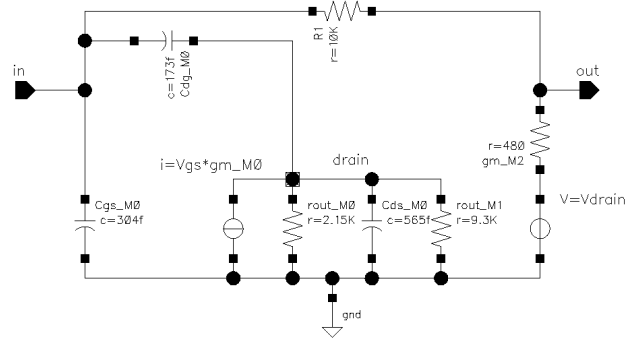 R1
r=10K
in
c=173f
Cdg_M0
out
r=480
gm_M2
i=Vgs*gm_M0
drain
V=Vdrain
Cgs_M0
c=304f
rout_M0
r=2.15K
Cds_M0
c=565f
rout_M1
r=9.3K
gnd